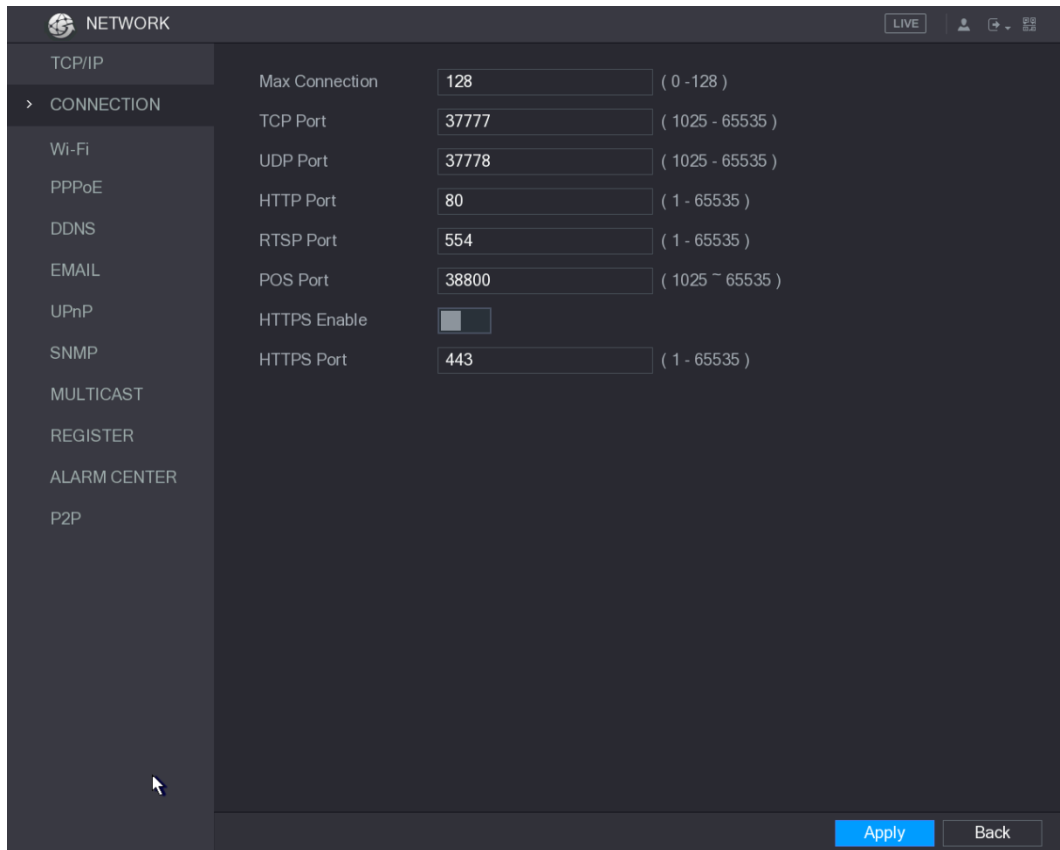 NETWORK
LIVE
TCP/IP
CONNECTION
Wi-Fi
PPPoE
DDNS
EMAIL
UPnP
SNMP
MULTICAST
REGISTER
ALARM CENTER
P2P
Max Connection 128 ( 0 -128 )
TCP Port 37777 ( 1025 - 65535 )
UDP Port 37778 ( 1025 - 65535 )
HTTP Port 80 ( 1 - 65535 )
RTSP Port 554 ( 1 - 65535 )
POS Port 38800 ( 1025 ~ 65535 )
HTTPS Enable
HTTPS Port 443 ( 1 - 65535 )
Apply Back